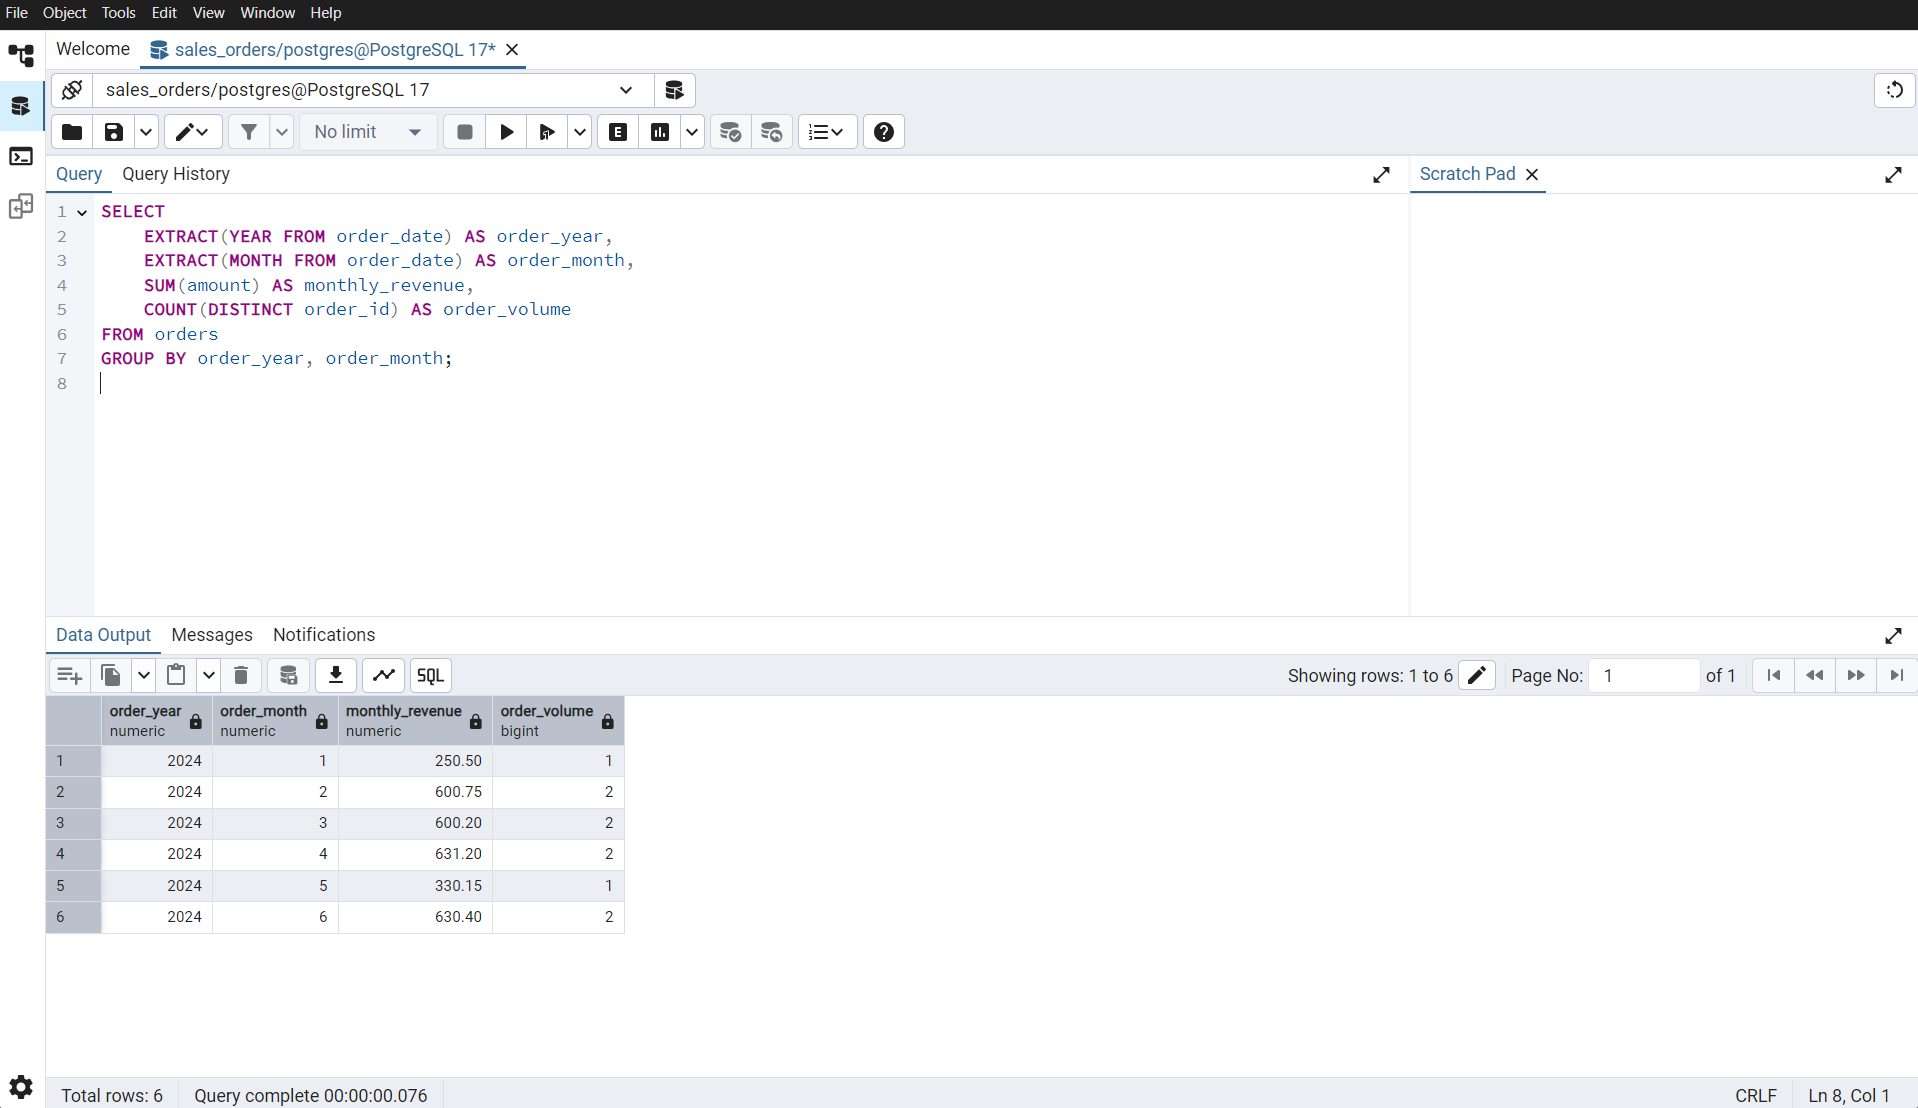 File Object Tools Edit View Window Help
Welcome sales_orders/postgres@PostgreSQL 17*
sales_orders/postgres@PostgreSQL 17
No limit E
Query Query History Scratch Pad
1 SELECT
2 EXTRACT(YEAR FROM order_date) AS order_year,
3 EXTRACT(MONTH FROM order_date) AS order_month,
4 SUM(amount) AS monthly_revenue,
5 COUNT(DISTINCT order_id) AS order_volume
6 FROM orders
7 GROUP BY order_year, order_month;
8
Data Output Messages Notifications
SQL Showing rows: 1 to 6 Page No: 1 of 1
order_year order_month monthly_revenue order_volume
numeric numeric numeric bigint
1 2024 1 250.50 1
2 2024 2 600.75 2
3 2024 3 600.20 2
4 2024 4 631.20 2
5 2024 5 330.15 1
6 2024 6 630.40 2
Total rows: 6 Query complete 00:00:00.076 CRLF Ln 8, Col 1